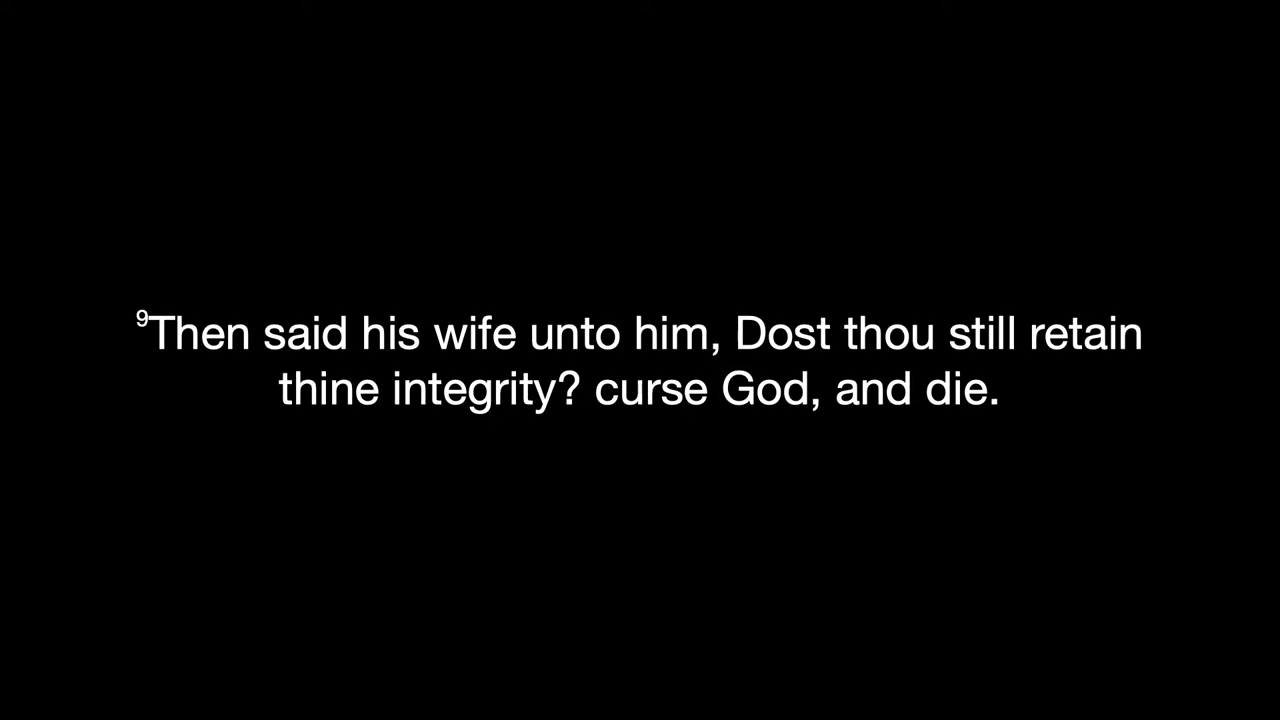 ⁹Then said his wife unto him, Dost thou still retain
thine integrity? curse God, and die.